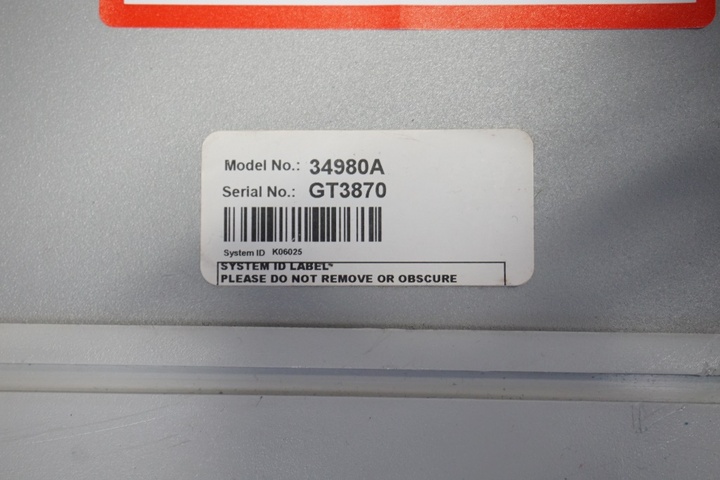 Model No.: 34980A
Serial No.: GT3870
System ID K06025
SYSTEM ID LABEL
PLEASE DO NOT REMOVE OR OBSCURE